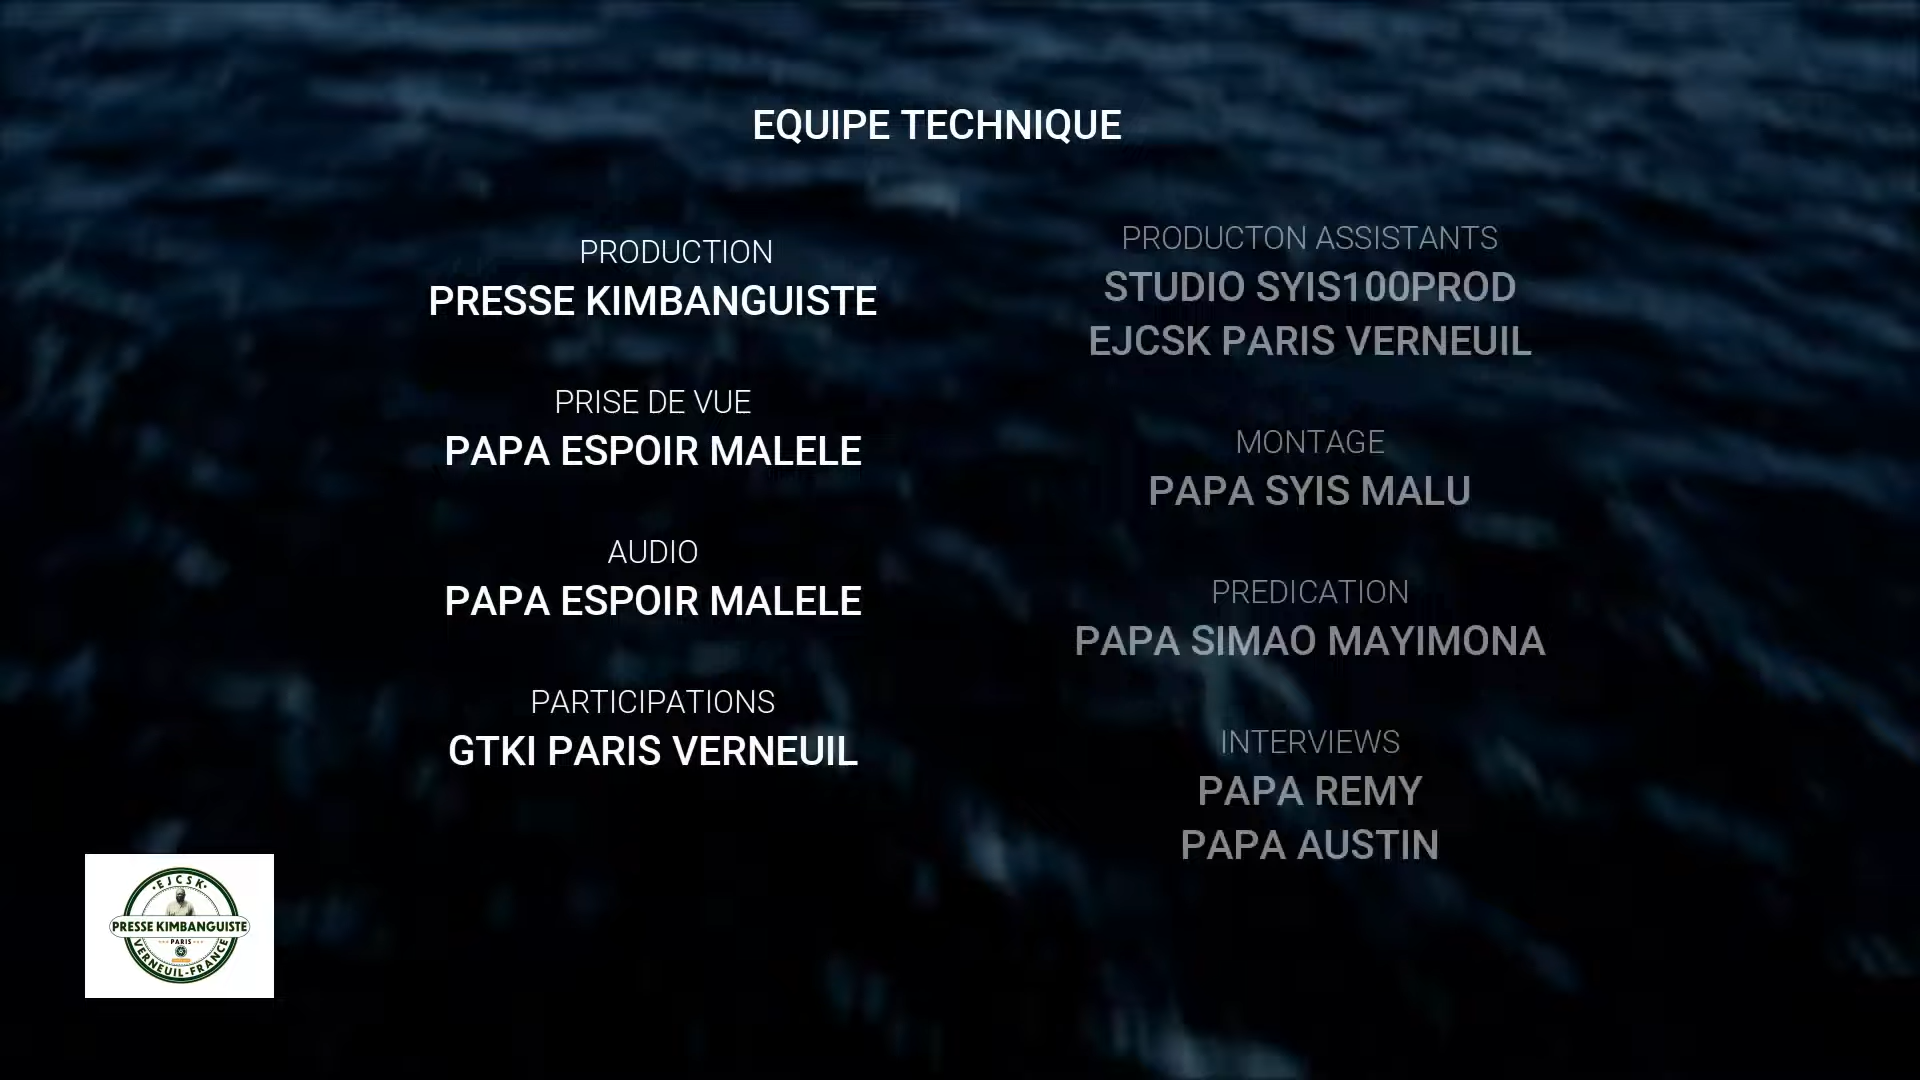 EQUIPE TECHNIQUE
PRODUCTION
PRESSE KIMBANGUISTE
PRISE DE VUE
PAPA ESPOIR MALELE
AUDIO
PAPA ESPOIR MALELE
PARTICIPATIONS
GTKI PARIS VERNEUIL
PRODUCTON ASSISTANTS
STUDIO SYIS100PROD
EJCSK PARIS VERNEUIL
MONTAGE
PAPA SYIS MALU
PREDICATION
PAPA SIMAO MAYIMONA
INTERVIEWS
PAPA REMY
PAPA AUSTIN
EJCSK
PRESSE KIMBANGUISTE
PARIS
VERNEUIL-FRANCE